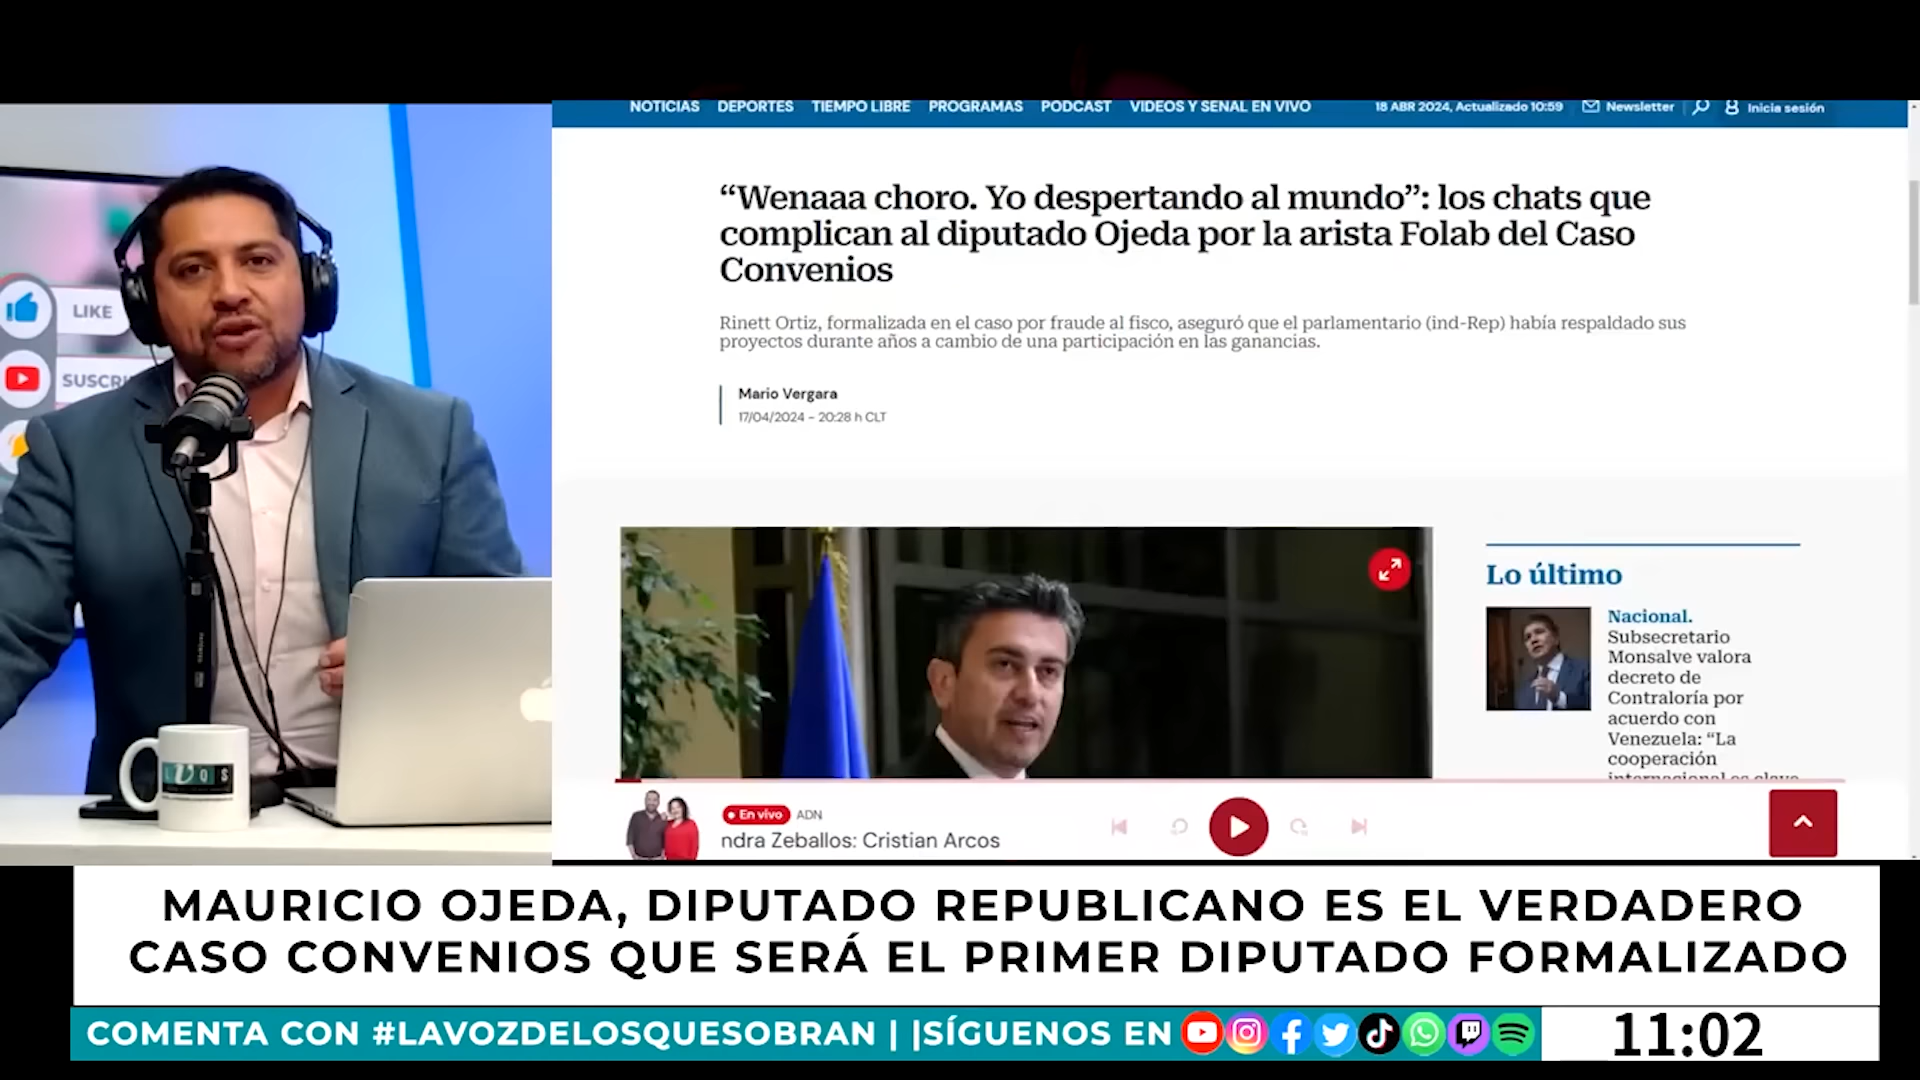 NOTICIAS DEPORTES TIEMPO LIBRE PROGRAMAS PODCAST VIDEOS Y SEÑAL EN VIVO 18 ABR 2024, Actualizado 10:59 Newsletter Inicia sesión
“Wenaaa choro. Yo despertando al mundo”: los chats que
complican al diputado Ojeda por la arista Folab del Caso
Convenios
Rinett Ortiz, formalizada en el caso por fraude al fisco, aseguró que el parlamentario (ind-Rep) había respaldado sus
proyectos durante años a cambio de una participación en las ganancias.
Mario Vergara
17/04/2024 - 20:28 h CLT
LIKE
SUSCRI
Lo último
Nacional.
Subsecretario
Monsalve valora
decreto de
Contraloría por
acuerdo con
Venezuela: “La
cooperación
internacional es clave
En vivo ADN
ndra Zeballos: Cristian Arcos
MAURICIO OJEDA, DIPUTADO REPUBLICANO ES EL VERDADERO
CASO CONVENIOS QUE SERÁ EL PRIMER DIPUTADO FORMALIZADO
COMENTA CON #LAVOZDELOSQUESOBRAN | |SÍGUENOS EN
11:02